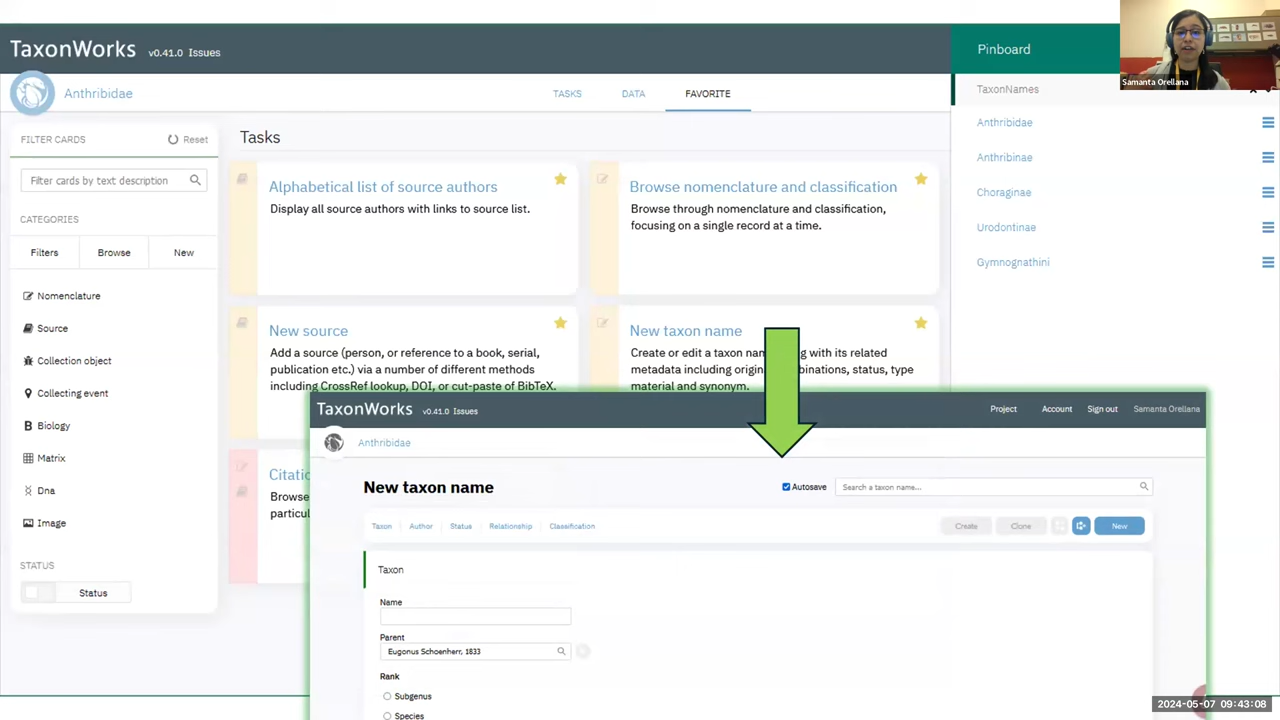 TaxonWorks v0.41.0 Issues
Pinboard
Samanta Orellana
Anthribidae
TASKS
DATA
FAVORITE
TaxonNames
Anthribidae
Anthribinae
Choraginae
Urodontinae
Gymnognathini
FILTER CARDS
Reset
Filter cards by text description
CATEGORIES
Filters
Browse
New
Nomenclature
Source
Collection object
Collecting event
Biology
Matrix
Dna
Image
STATUS
Status
Tasks
Alphabetical list of source authors
Display all source authors with links to source list.
Browse nomenclature and classification
Browse through nomenclature and classification,
focusing on a single record at a time.
New source
Add a source (person, or reference to a book, serial,
publication etc.) via a number of different methods
including CrossRef lookup, DOI, or cut-paste of BibTeX.
New taxon name
Create or edit a taxon nam g with its related
metadata including origin binations, status, type
material and synonym.
Citatio
Brows
particul
TaxonWorks v0.41.0 Issues
Project
Account
Sign out
Samanta Orellana
Anthribidae
New taxon name
Autosave
Search a taxon name...
Taxon
Author
Status
Relationship
Classification
Create
Clone
New
Taxon
Name
Parent
Eugonus Schoenherr, 1833
Rank
Subgenus
Species
2024-05-07 09:43:08